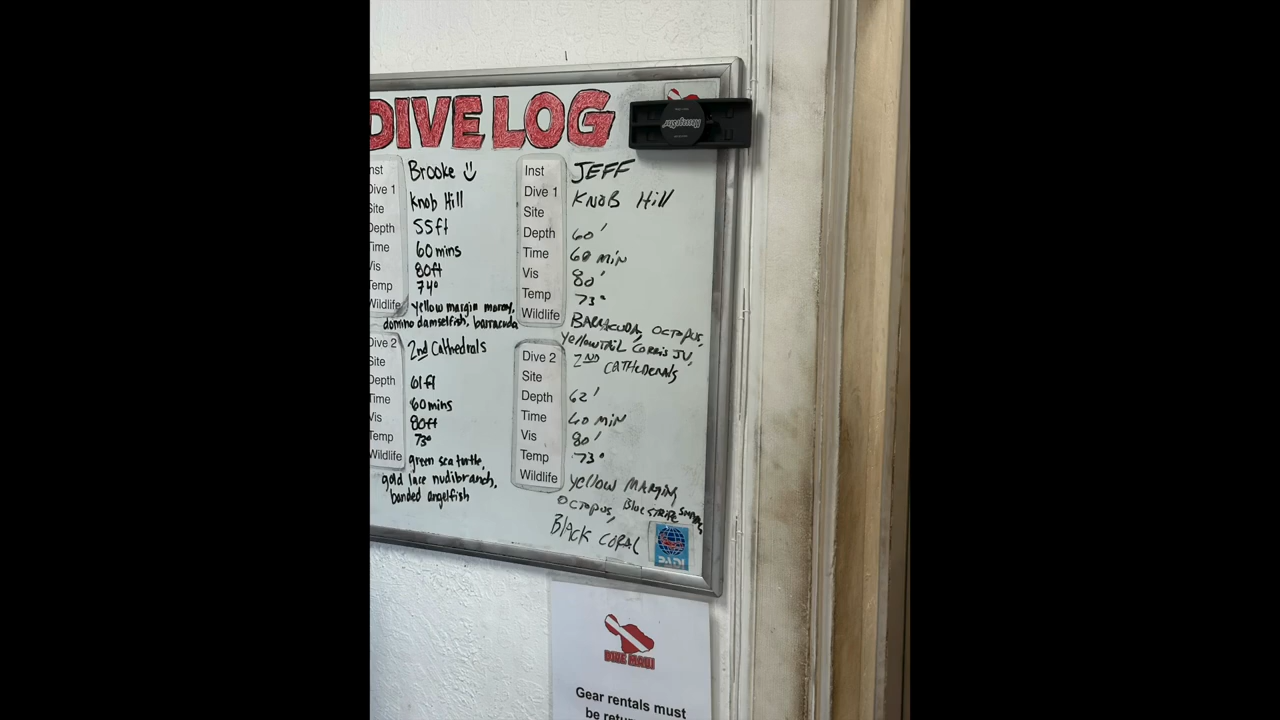 DIVE LOG
Inst Brooke
Dive 1
Site Knob Hill
Depth 55ft
Time 60 mins
Vis 80ft
Temp 74°
Wildlife yellow margin moray,
domino damselfish, barracuda
Dive 2 2nd Cathedrals
Site
Depth 61ft
Time 60mins
Vis 80ft
Temp 73°
Wildlife green sea turtle,
gold lace nudibranch,
banded angelfish
Inst JEFF
Dive 1 KNOB Hill
Site
Depth 60'
Time 60 MIN
Vis 80'
Temp 73°
Wildlife
BARRACUDA, OCTOPUS,
YellowTAIL CORRIS JV,
2ND CATHEDERALS
Dive 2
Site
Depth 62'
Time 60 MIN
Vis 80'
Temp 73°
Wildlife yellow MARGIN,
OCTOPUS, BlueSTRIPE
BLACK CORAL
PADI
DIVE MAUI
Gear rentals must